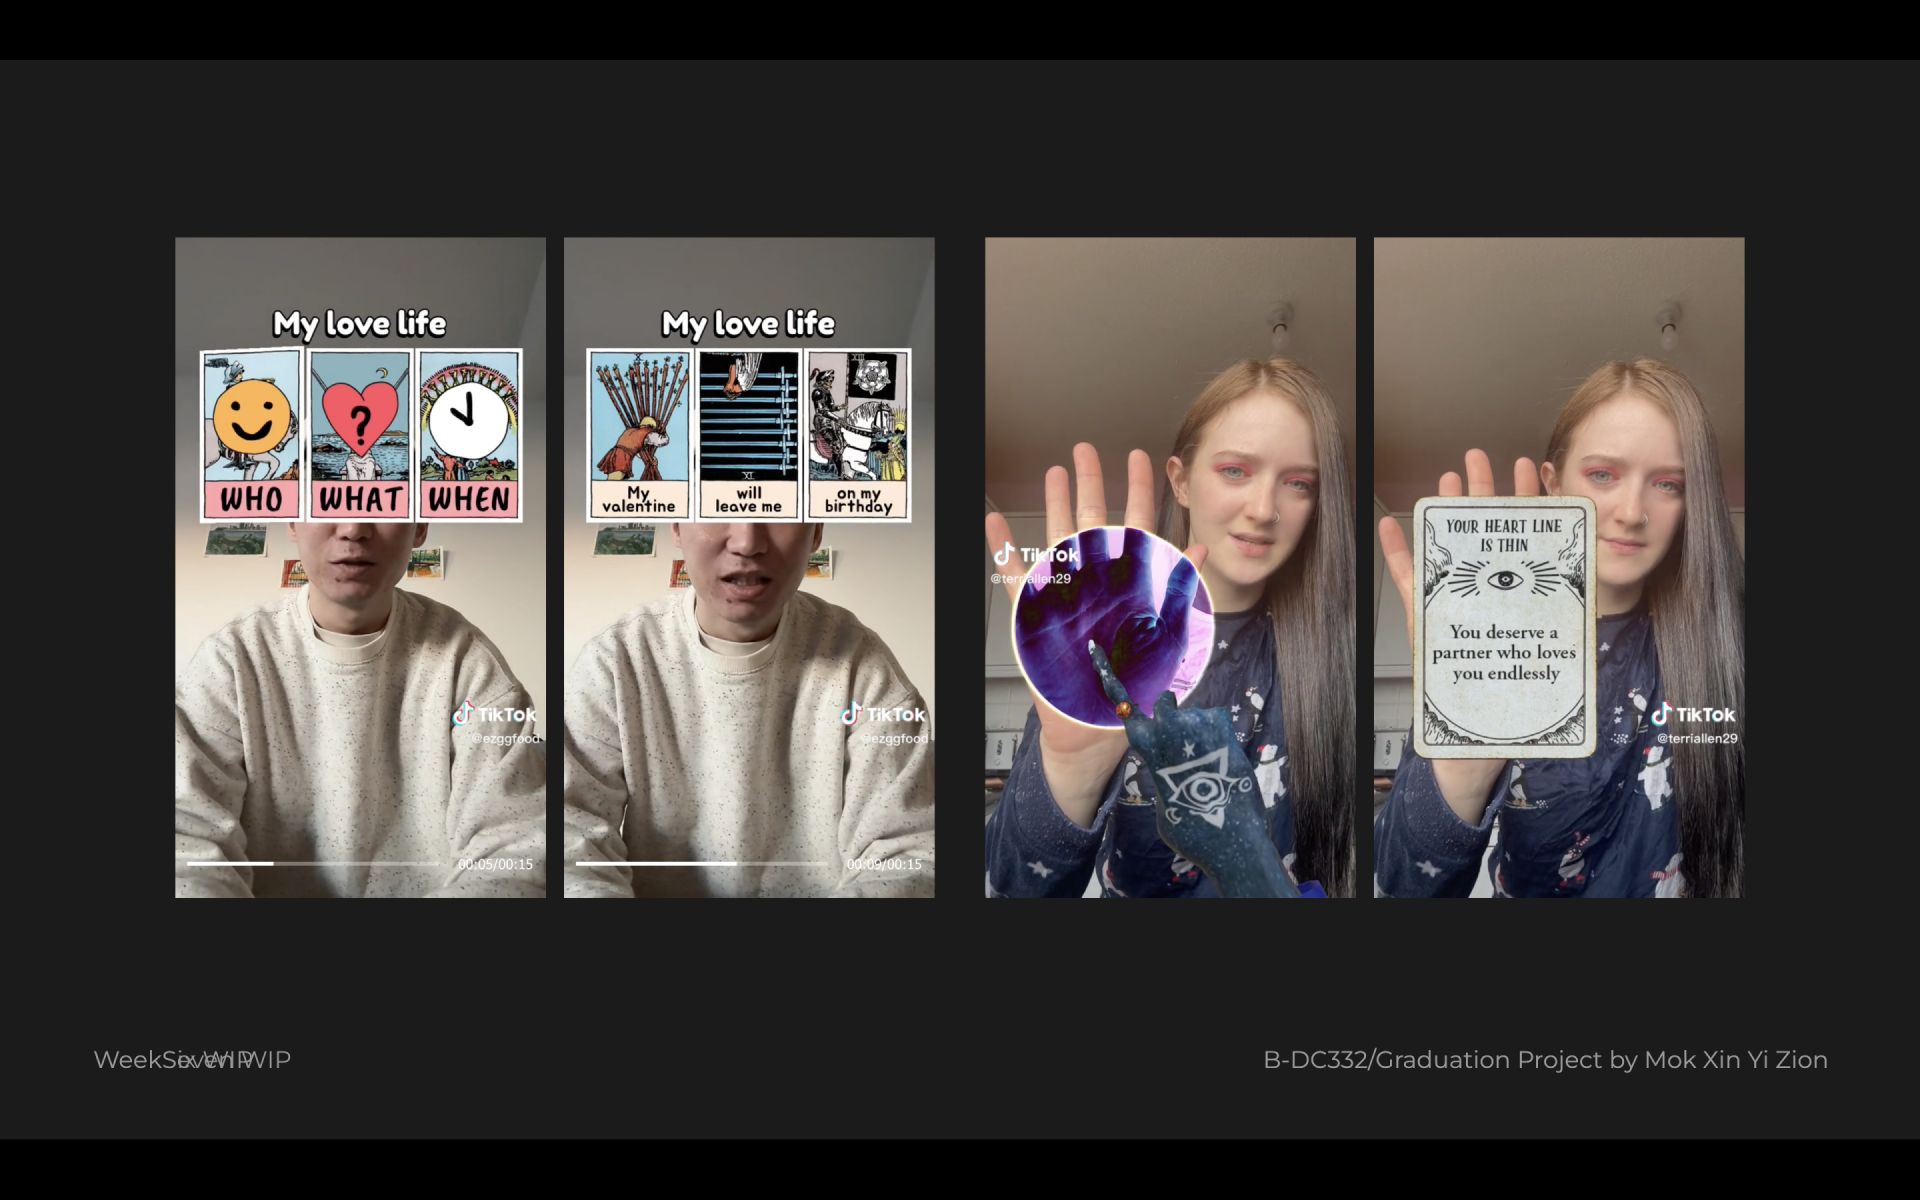 My love life
WHO
WHAT
WHEN
TikTok
@ezggfood
00:05/00:15
My love life
X
XI
XIII
My
valentine
will
leave me
on my
birthday
TikTok
@ezggfood
00:09/00:15
TikTok
@terriallen29
YOUR HEART LINE
IS THIN
You deserve a
partner who loves
you endlessly
TikTok
@terriallen29
WIP
B-DC332/Graduation Project by Mok Xin Yi Zion